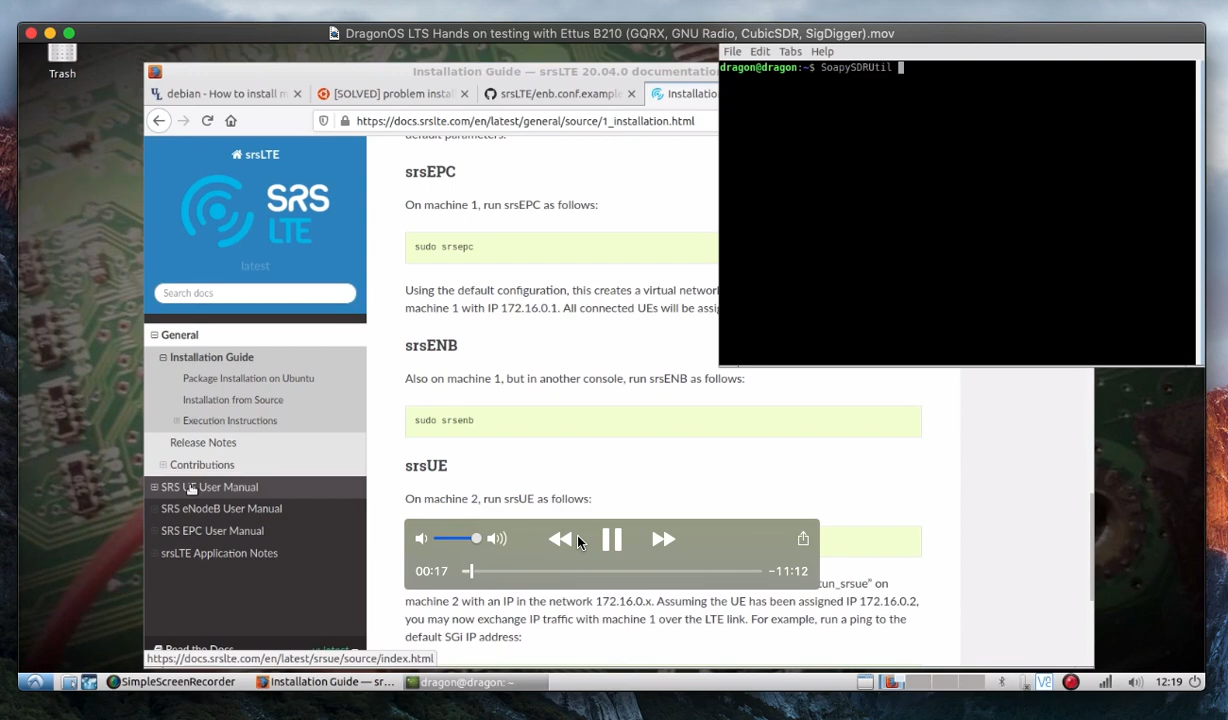 DragonOS LTS Hands on testing with Ettus B210 (GQRX, GNU Radio, CubicSDR, SigDigger).mov
Trash
Installation Guide — srsLTE 20.04.0 documentatio
debian - How to install m
[SOLVED] problem insta
srsLTE/enb.conf.example
Installatio
https://docs.srslte.com/en/latest/general/source/1_installation.html
File Edit Tabs Help
dragon@dragon:~$ SoapySDRUtil
srsLTE
SRS
LTE
latest
Search docs
General
Installation Guide
Package Installation on Ubuntu
Installation from Source
Execution Instructions
Release Notes
Contributions
SRS UE User Manual
SRS eNodeB User Manual
SRS EPC User Manual
srsLTE Application Notes
Read the Docs
default parameters.
srsEPC
On machine 1, run srsEPC as follows:
sudo srsepc
Using the default configuration, this creates a virtual network
machine 1 with IP 172.16.0.1. All connected UEs will be assig
srsENB
Also on machine 1, but in another console, run srsENB as follows:
sudo srsenb
srsUE
On machine 2, run srsUE as follows:
00:17
-11:12
tun_srsue” on
machine 2 with an IP in the network 172.16.0.x. Assuming the UE has been assigned IP 172.16.0.2,
you may now exchange IP traffic with machine 1 over the LTE link. For example, run a ping to the
default SGi IP address:
https://docs.srslte.com/en/latest/srsue/source/index.html
SimpleScreenRecorder
Installation Guide — sr...
dragon@dragon: ~
12:19